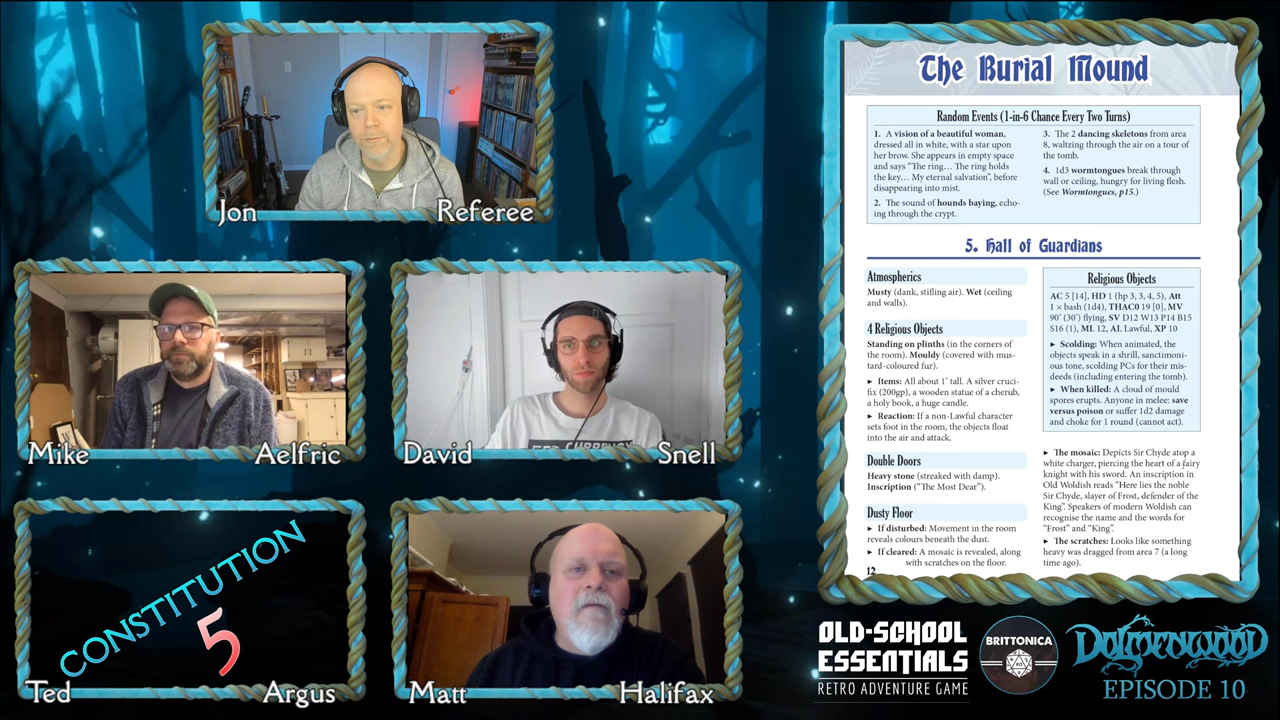 Jon Referee
Mike Aelfric
David Snell
CONSTITUTION
5
Ted Argus
Matt Halifax
The Burial Mound
Random Events (1-in-6 Chance Every Two Turns)
1. A vision of a beautiful woman,
dressed all in white, with a star upon
her brow. She appears in empty space
and says "The ring… The ring holds
the key… My eternal salvation", before
disappearing into mist.
2. The sound of hounds baying, echo-
ing through the crypt.
3. The 2 dancing skeletons from area
8, waltzing through the air on a tour of
the tomb.
4. 1d3 wormtongues break through
wall or ceiling, hungry for living flesh.
(See Wormtongues, p15.)
5. Hall of Guardians
Atmospherics
Musty (dank, stifling air). Wet (ceiling
and walls).
4 Religious Objects
Standing on plinths (in the corners of
the room). Mouldy (covered with mus-
tard-coloured fur).
▸ Items: All about 1' tall. A silver cruci-
fix (200gp), a wooden statue of a cherub,
a holy book, a huge candle.
▸ Reaction: If a non-Lawful character
sets foot in the room, the objects float
into the air and attack.
Double Doors
Heavy stone (streaked with damp).
Inscription ("The Most Dear").
Dusty Floor
▸ If disturbed: Movement in the room
reveals colours beneath the dust.
▸ If cleared: A mosaic is revealed, along
with scratches on the floor.
12
Religious Objects
AC 5 [14], HD 1 (hp 3, 3, 4, 5), Att
1 × bash (1d4), THAC0 19 [0], MV
90' (30') flying, SV D12 W13 P14 B15
S16 (1), ML 12, AL Lawful, XP 10
▸ Scolding: When animated, the
objects speak in a shrill, sanctimoni-
ous tone, scolding PCs for their mis-
deeds (including entering the tomb).
▸ When killed: A cloud of mould
spores erupts. Anyone in melee: save
versus poison or suffer 1d2 damage
and choke for 1 round (cannot act).
▸ The mosaic: Depicts Sir Chyde atop a
white charger, piercing the heart of a fairy
knight with his sword. An inscription in
Old Woldish reads "Here lies the noble
Sir Chyde, slayer of Frost, defender of the
King". Speakers of modern Woldish can
recognise the name and the words for
"Frost" and "King".
▸ The scratches: Looks like something
heavy was dragged from area 7 (a long
time ago).
OLD-SCHOOL
ESSENTIALS
RETRO ADVENTURE GAME
BRITTONICA
Dolmenwood
EPISODE 10